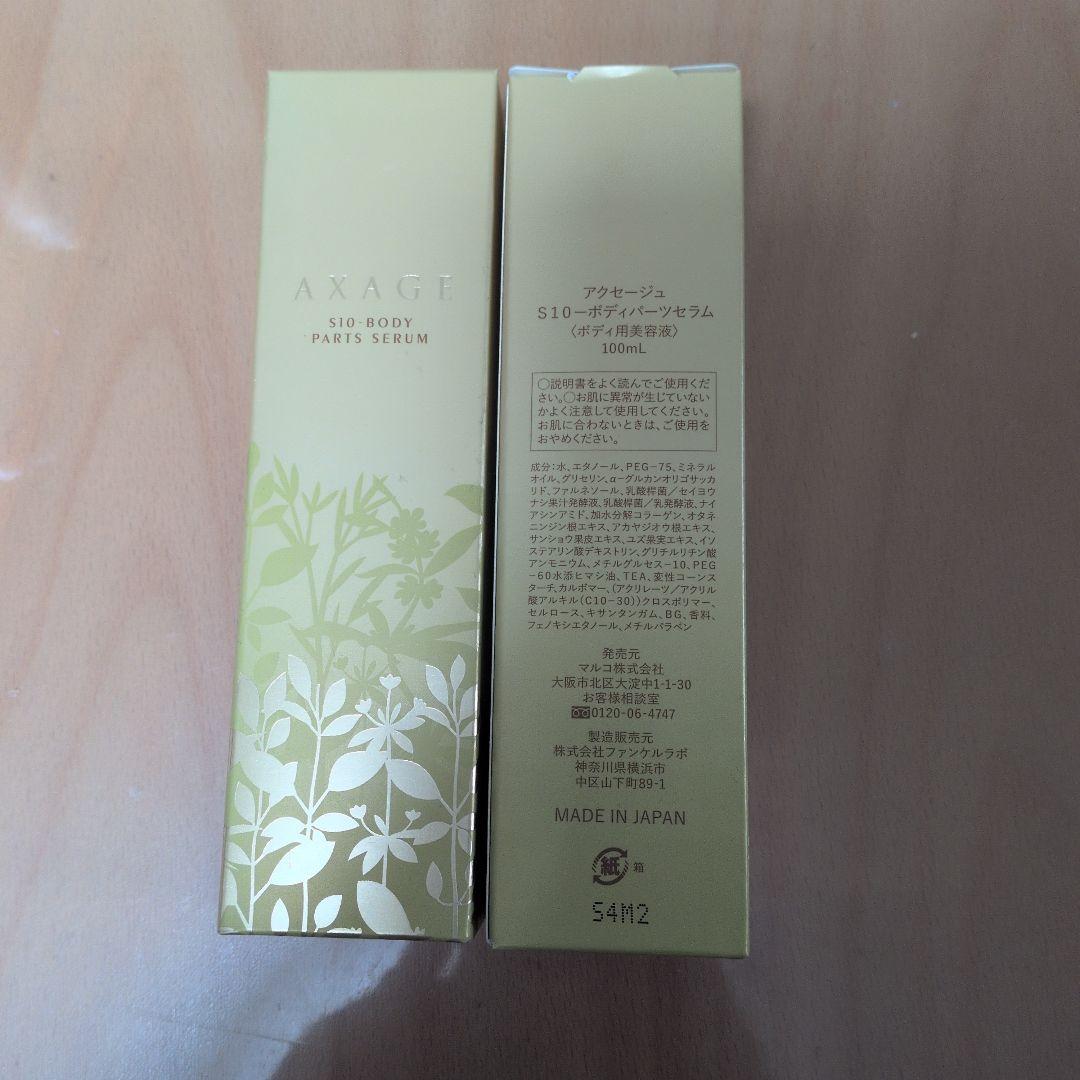 AXAGE
S10-BODY
PARTS SERUM
アクセージュ
S10ーボディパーツセラム
〈ボディ用美容液〉
100mL
○説明書をよく読んでご使用くだ
さい。○お肌に異常が生じていない
かよく注意して使用してください。
お肌に合わないときは、ご使用を
おやめください。
成分:水、エタノール、PEG-75、ミネラル
オイル、グリセリン、α-グルカンオリゴサッカ
リド、ファルネソール、乳酸桿菌/セイヨウ
ナシ果汁発酵液、乳酸桿菌/乳発酵液、ナイ
アシンアミド、加水分解コラーゲン、オタネ
ニンジン根エキス、アカヤジオウ根エキス、
サンショウ果皮エキス、ユズ果実エキス、イソ
ステアリン酸デキストリン、グリチルリチン酸
アンモニウム、メチルグルセス-10、PEG
-60水添ヒマシ油、TEA、変性コーンス
ターチ、カルボマー、(アクリレーツ/アクリル
酸アルキル(C10-30))クロスポリマー、
セルロース、キサンタンガム、BG、香料、
フェノキシエタノール、メチルパラベン
発売元
マルコ株式会社
大阪市北区大淀中1-1-30
お客様相談室
0120-06-4747
製造販売元
株式会社ファンケルラボ
神奈川県横浜市
中区山下町89-1
MADE IN JAPAN
紙 箱
S4M2